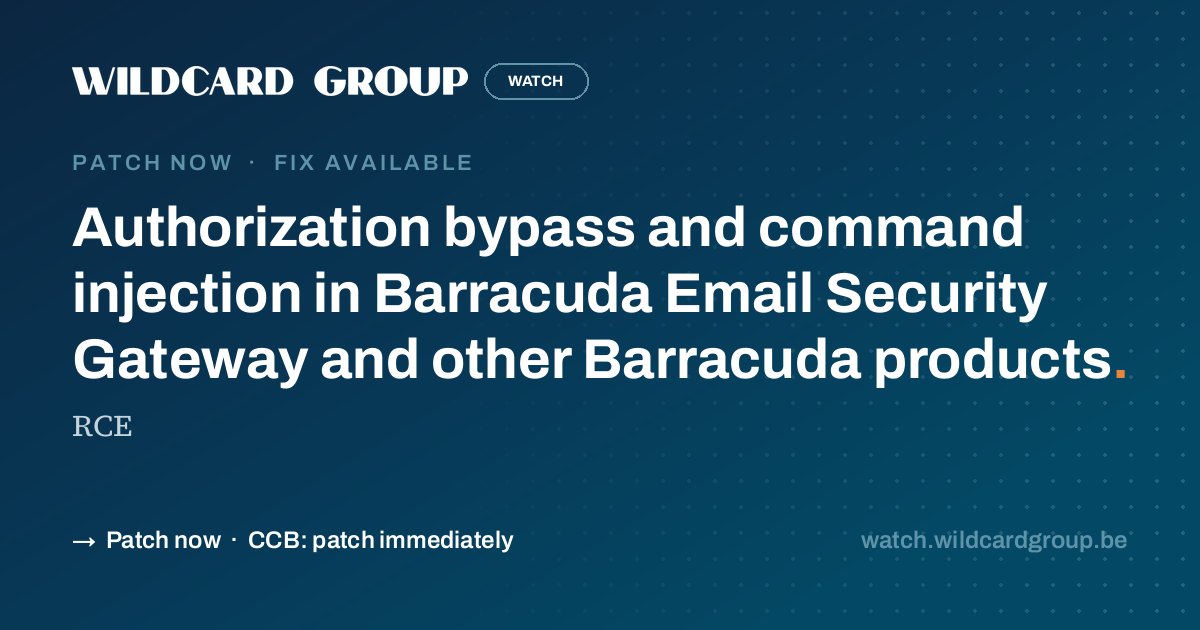 WILDCARD GROUP WATCH
PATCH NOW · FIX AVAILABLE
Authorization bypass and command
injection in Barracuda Email Security
Gateway and other Barracuda products.
RCE
→ Patch now · CCB: patch immediately
watch.wildcardgroup.be